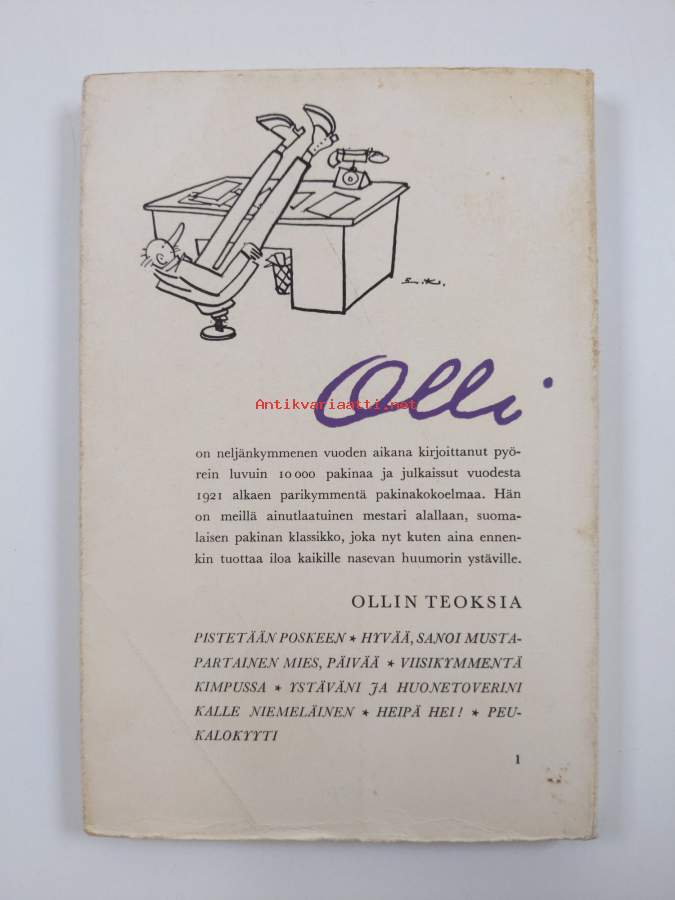 Olli
Antikvariaatti.net
on neljänkymmenen vuoden aikana kirjoittanut pyö-
rein luvuin 10 000 pakinaa ja julkaissut vuodesta
1921 alkaen parikymmentä pakinakokoelmaa. Hän
on meillä ainutlaatuinen mestari alallaan, suoma-
laisen pakinan klassikko, joka nyt kuten aina ennen-
kin tuottaa iloa kaikille nasevan huumorin ystäville.
OLLIN TEOKSIA
PISTETÄÄN POSKEEN ★ HYVÄÄ, SANOI MUSTA-
PARTAINEN MIES, PÄIVÄÄ ★ VIISIKYMMENTÄ
KIMPUSSA ★ YSTÄVÄNI JA HUONETOVERINI
KALLE NIEMELÄINEN ★ HEIPÄ HEI! ★ PEU-
KALOKYYTI
1